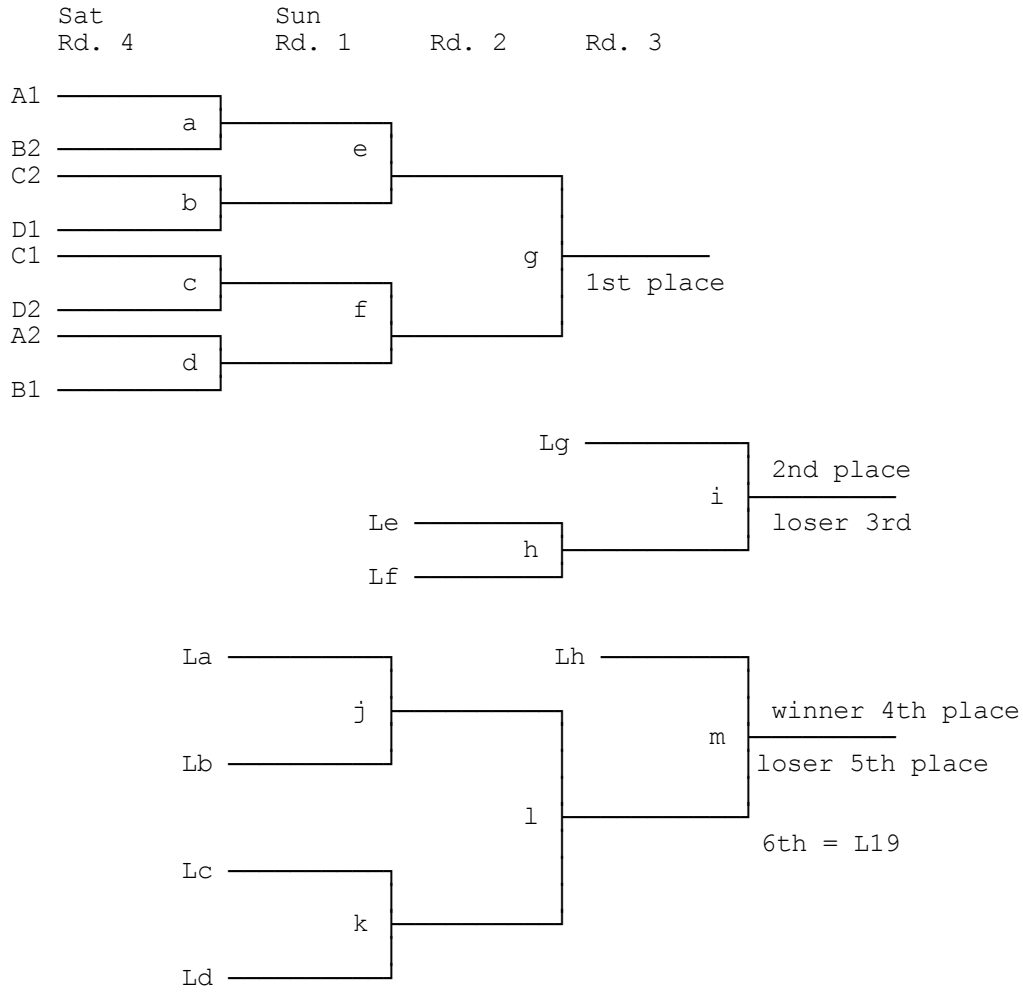 Sat Sun
Rd. 4 Rd. 1 Rd. 2 Rd. 3
A1
a
B2 e
C2
b
D1
C1 g
1st place
c
D2 f
A2
d
B1
Lg
2nd place
i
Le loser 3rd
h
Lf
La Lh
j winner 4th place
m
Lb loser 5th place
l
6th = L19
Lc
k
Ld